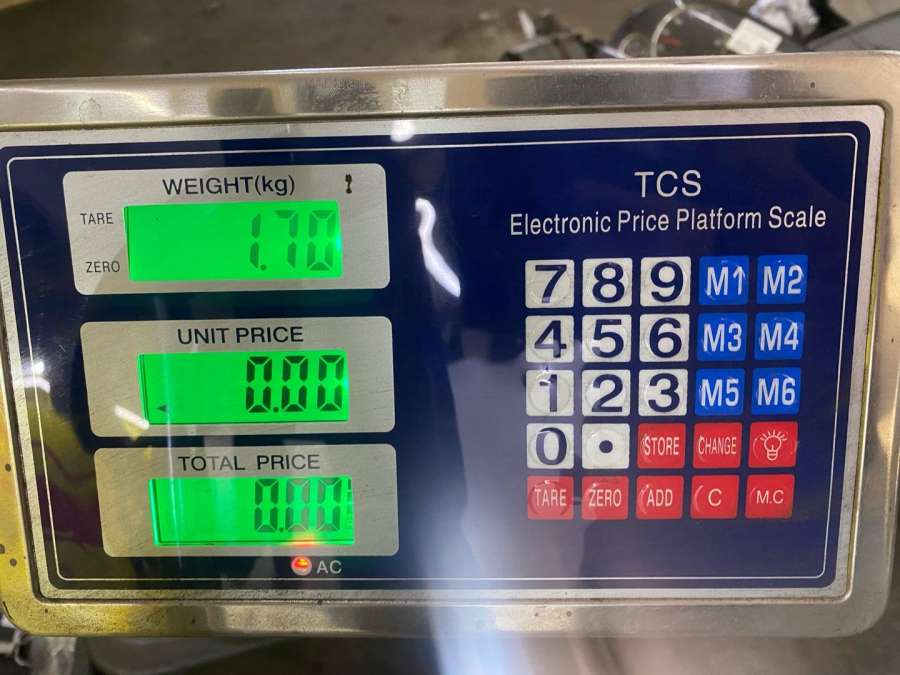 WEIGHT(kg)
TARE
1.70
ZERO
UNIT PRICE
0.00
TOTAL PRICE
0.00
AC
TCS
Electronic Price Platform Scale
7 8 9 M1 M2
4 5 6 M3 M4
1 2 3 M5 M6
0 . STORE CHANGE
TARE ZERO ADD C M.C